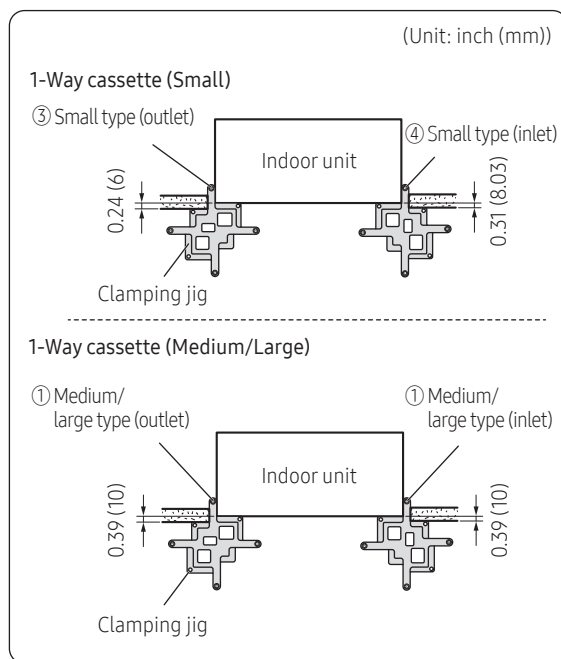 (Unit: inch (mm))
1-Way cassette (Small)
③ Small type (outlet)
④ Small type (inlet)
Indoor unit
0.24 (6)
0.31 (8.03)
Clamping jig
1-Way cassette (Medium/Large)
① Medium/
large type (outlet)
① Medium/
large type (inlet)
Indoor unit
0.39 (10)
0.39 (10)
Clamping jig